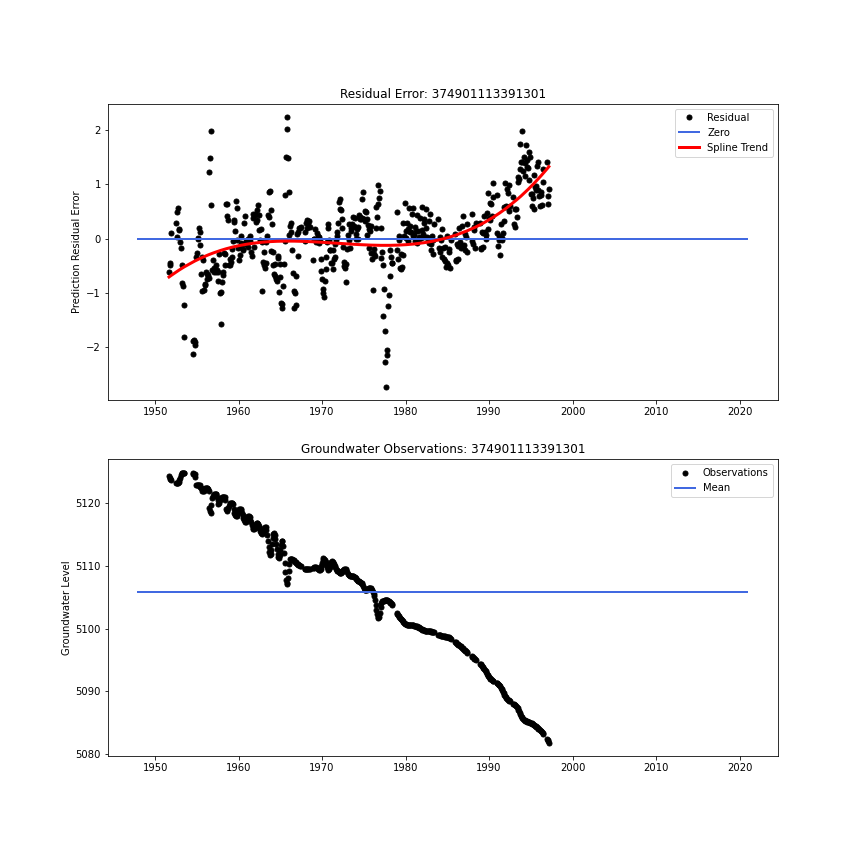 Residual Error: 374901113391301
Prediction Residual Error
2
1
0
−1
−2
Residual
Zero
Spline Trend
1950 1960 1970 1980 1990 2000 2010 2020
Groundwater Observations: 374901113391301
Groundwater Level
5120
5110
5100
5090
5080
Observations
Mean
1950 1960 1970 1980 1990 2000 2010 2020